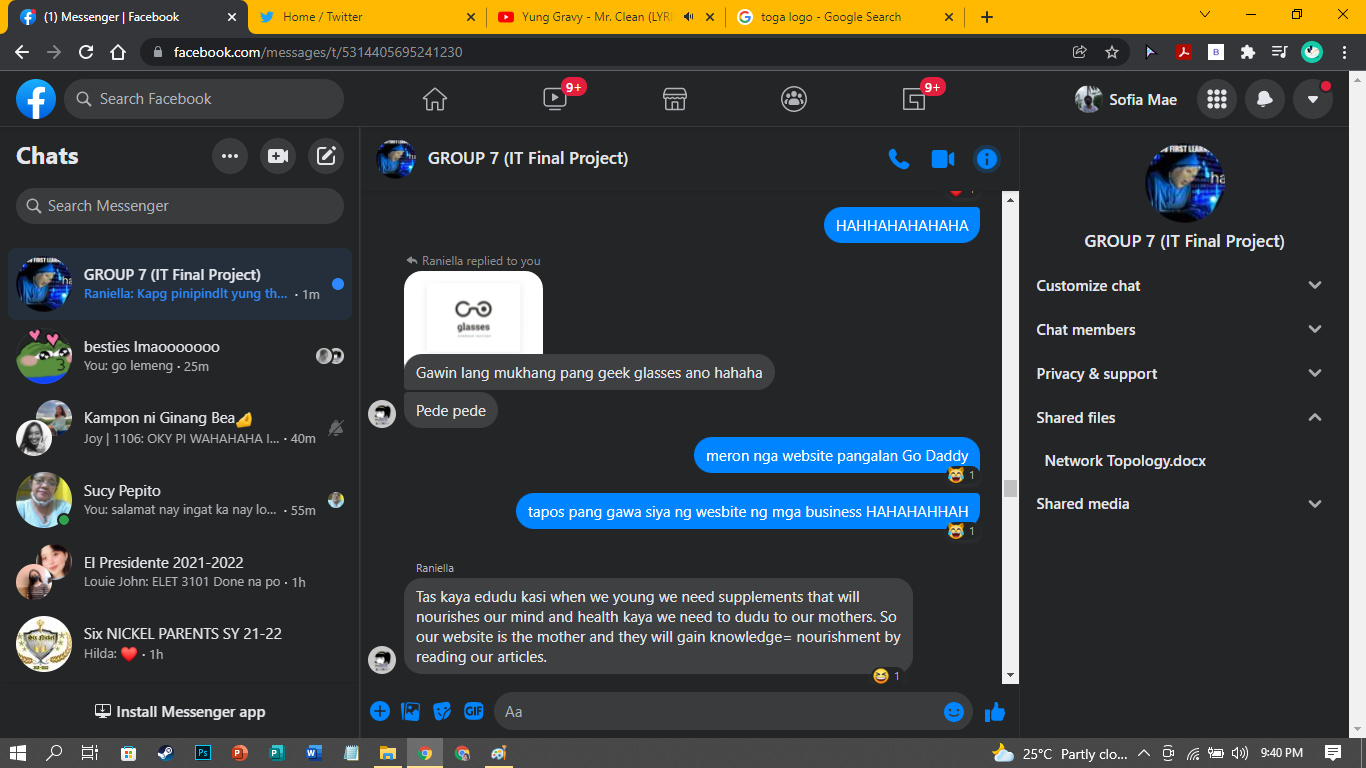 (1) Messenger | Facebook
Home / Twitter
Yung Gravy - Mr. Clean (LYRI
toga logo - Google Search
facebook.com/messages/t/5314405695241230
Search Facebook
9+
9+
Sofia Mae
Chats
Search Messenger
GROUP 7 (IT Final Project)
Raniella: Kapg pinipindlt yung th... · 1m
besties lmaooooooo
You: go lemeng · 25m
Kampon ni Ginang Bea🤌
Joy | 1106: OKY PI WAHAHAHA I... · 40m
Sucy Pepito
You: salamat nay ingat ka nay lo... · 55m
El Presidente 2021-2022
Louie John: ELET 3101 Done na po · 1h
Six NICKEL PARENTS SY 21-22
Hilda: ❤️ · 1h
Install Messenger app
GROUP 7 (IT Final Project)
HAHHAHAHAHAHA
Raniella replied to you
glasses
Gawin lang mukhang pang geek glasses ano hahaha
Pede pede
meron nga website pangalan Go Daddy
😹 1
tapos pang gawa siya ng wesbite ng mga business HAHAHAHHAH
😹 1
Raniella
Tas kaya edudu kasi when we young we need supplements that will
nourishes our mind and health kaya we need to dudu to our mothers. So
our website is the mother and they will gain knowledge= nourishment by
reading our articles.
😆 1
GIF
Aa
GROUP 7 (IT Final Project)
Customize chat
Chat members
Privacy & support
Shared files
Network Topology.docx
Shared media
25°C Partly clo...
9:40 PM